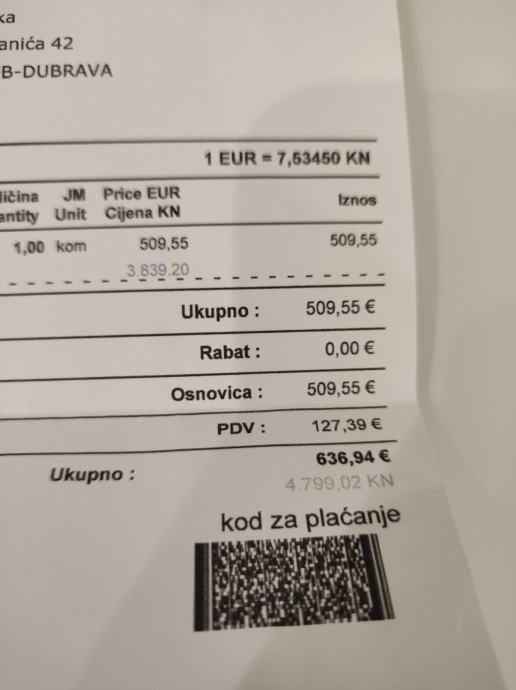 ka
anića 42
B-DUBRAVA
1 EUR = 7,53450 KN
ličina JM Price EUR Iznos
antity Unit Cijena KN
1,00 kom 509,55 509,55
3.839,20
Ukupno : 509,55 €
Rabat : 0,00 €
Osnovica : 509,55 €
PDV : 127,39 €
636,94 €
Ukupno :
4.799,02 KN
kod za plaćanje